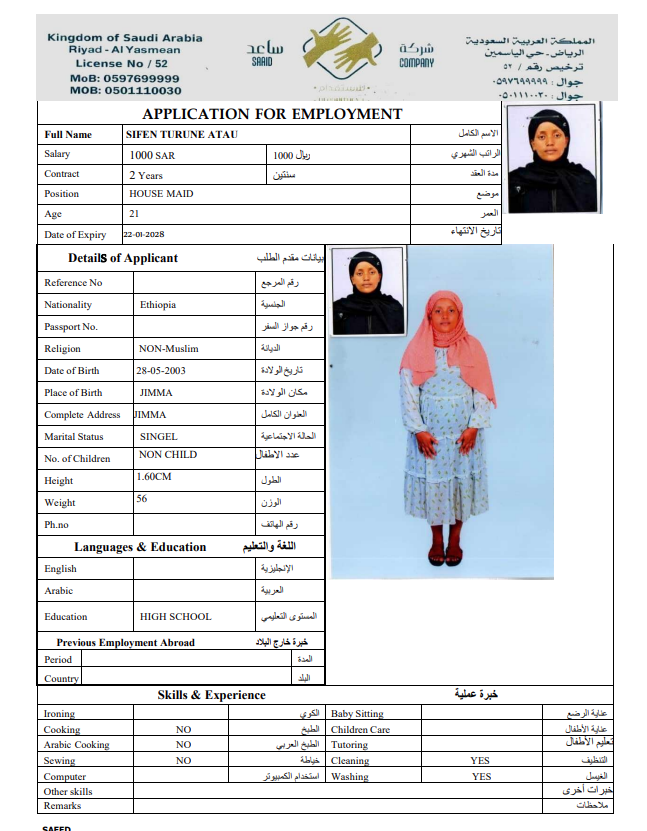 Kingdom of Saudi Arabia
Riyad - Al Yasmean
License No / 52
MoB: 0597699999
MOB: 0501110030
ساعد
SAAID
شركة
COMPANY
للاستقدام
المملكة العربية السعودية
الرياض - حي الياسمين
ترخيص رقم / ٥٢
جوال : ٠٥٩٧٦٩٩٩٩٩
جوال : ٠٥٠١١١٠٠٣٠
APPLICATION FOR EMPLOYMENT
Full Name SIFEN TURUNE ATAU الاسم الكامل
Salary 1000 SAR 1000 ريال الراتب الشهري
Contract 2 Years سنتين مدة العقد
Position HOUSE MAID موضع
Age 21 العمر
Date of Expiry 22-01-2028 تاريخ الانتهاء
Details of Applicant بيانات مقدم الطلب
Reference No رقم المرجع
Nationality Ethiopia الجنسية
Passport No. رقم جواز السفر
Religion NON-Muslim الديانة
Date of Birth 28-05-2003 تاريخ الولادة
Place of Birth JIMMA مكان الولادة
Complete Address JIMMA العنوان الكامل
Marital Status SINGEL الحالة الاجتماعية
No. of Children NON CHILD عدد الاطفال
Height 1.60CM الطول
Weight 56 الوزن
Ph.no رقم الهاتف
Languages & Education اللغة والتعليم
English الإنجليزية
Arabic العربية
Education HIGH SCHOOL المستوى التعليمي
Previous Employment Abroad خبرة خارج البلاد
Period المدة
Country البلد
Skills & Experience خبرة عملية
Ironing الكوي Baby Sitting عناية الرضع
Cooking NO الطبخ Children Care عناية الأطفال
Arabic Cooking NO الطبخ العربي Tutoring تعليم الأطفال
Sewing NO خياطة Cleaning YES التنظيف
Computer استخدام الكمبيوتر Washing YES الغيسل
Other skills خبرات أخرى
Remarks ملاحظات
SAEED